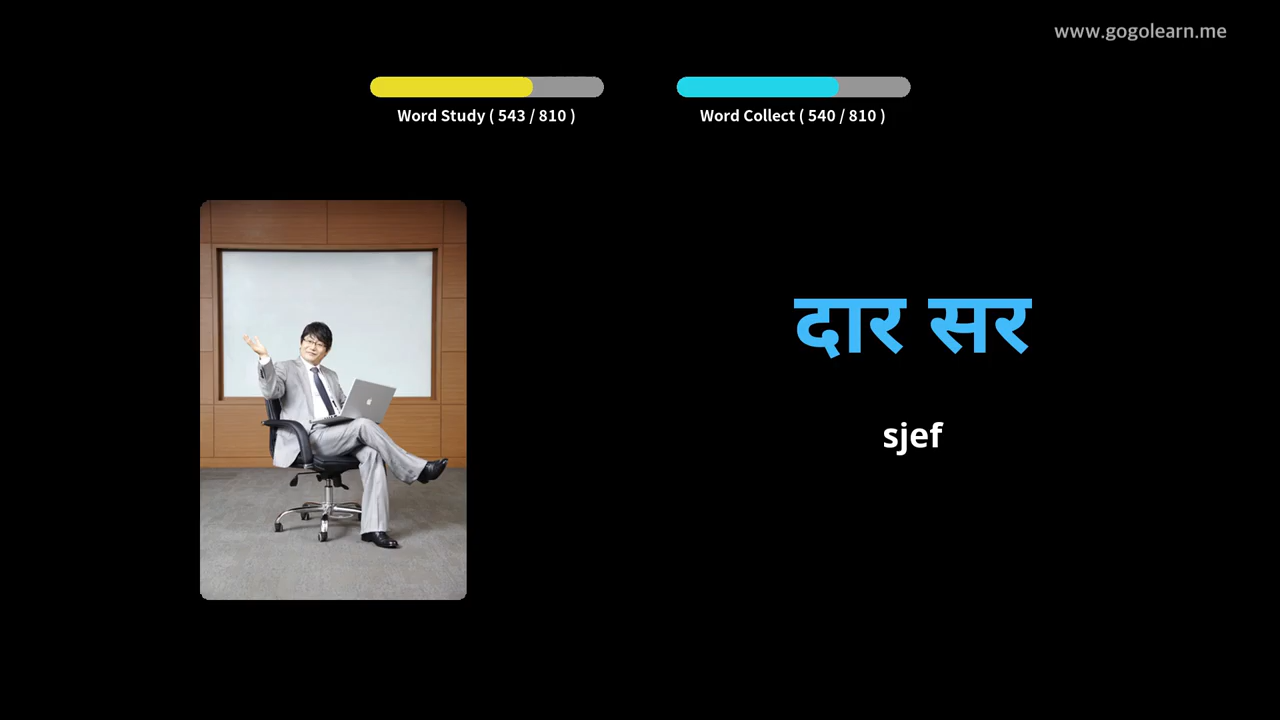 www.gogolearn.me
Word Study ( 543 / 810 )
Word Collect ( 540 / 810 )
दार सर
sjef